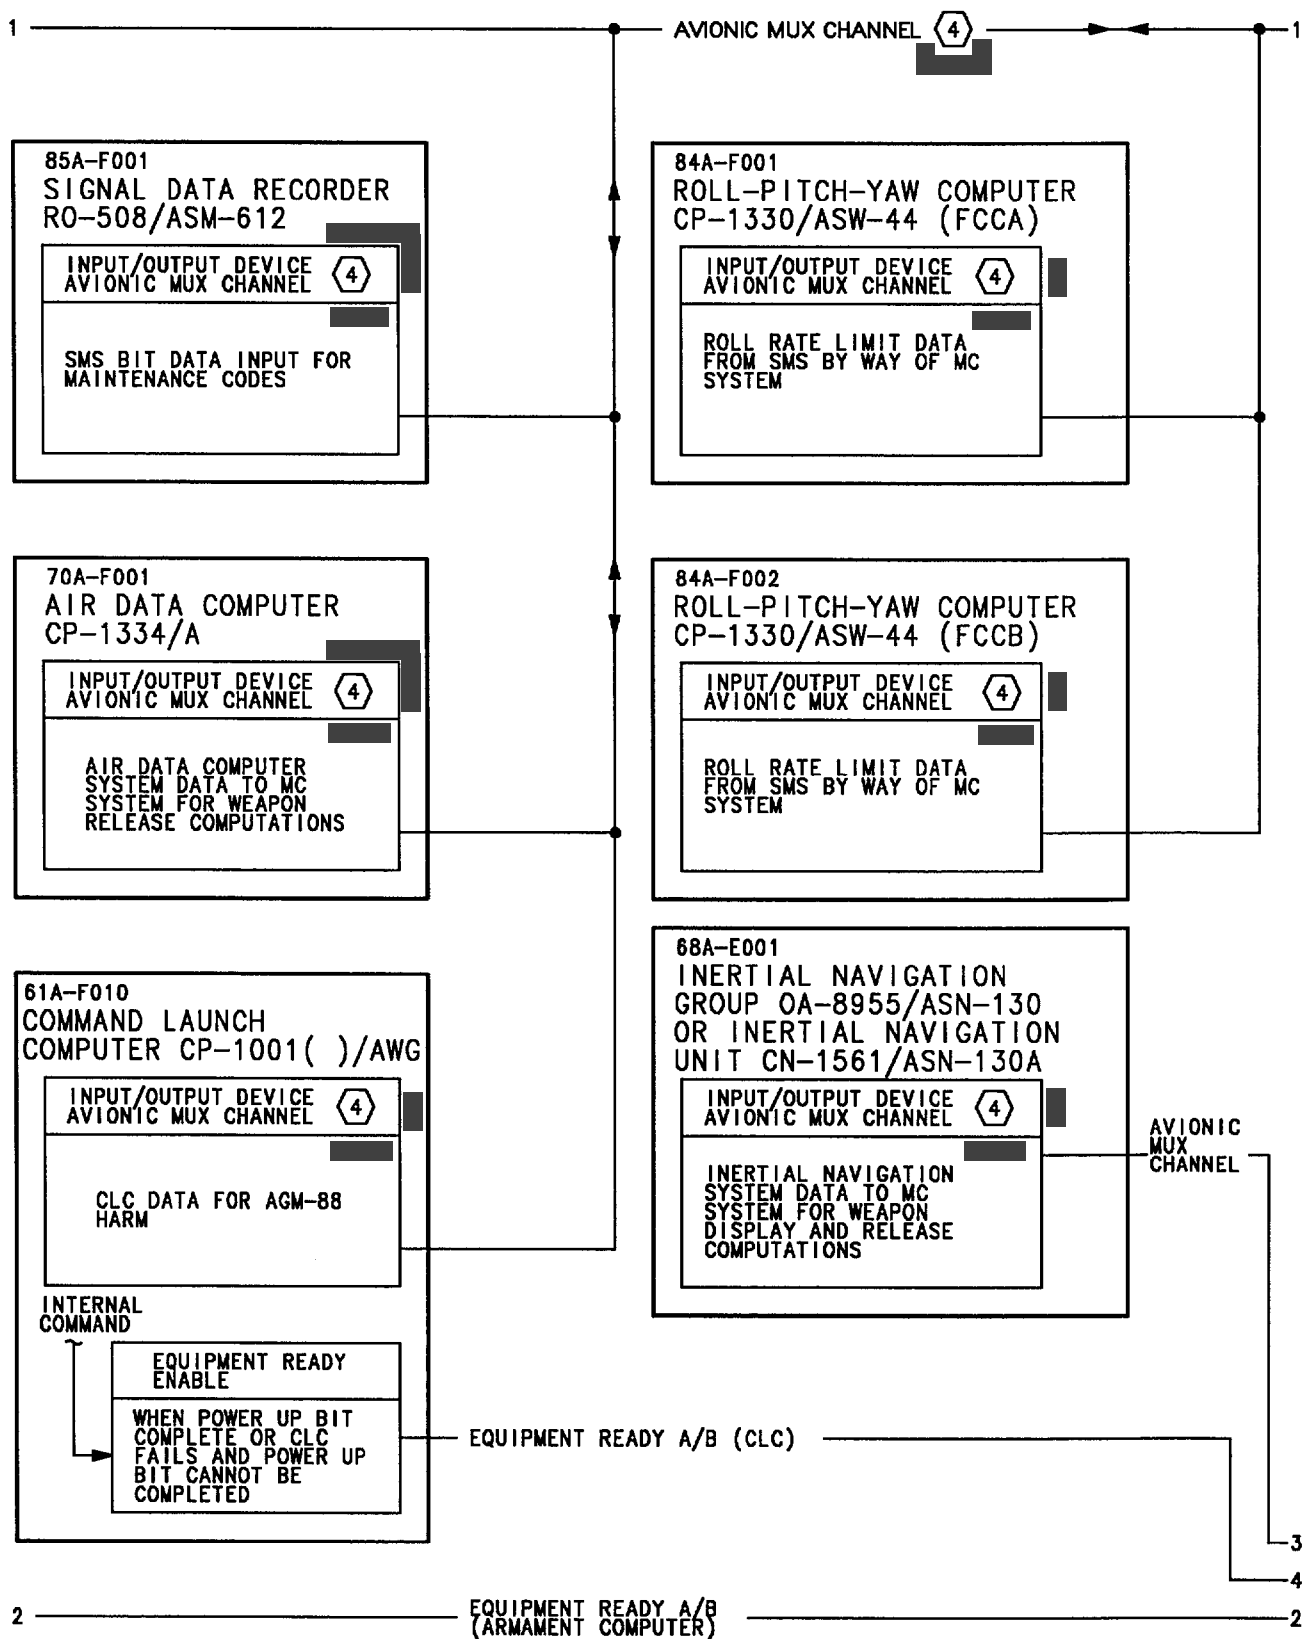 1
AVIONIC MUX CHANNEL 4
1
85A-F001
SIGNAL DATA RECORDER
RO-508/ASM-612
INPUT/OUTPUT DEVICE
AVIONIC MUX CHANNEL 4
SMS BIT DATA INPUT FOR
MAINTENANCE CODES
84A-F001
ROLL-PITCH-YAW COMPUTER
CP-1330/ASW-44 (FCCA)
INPUT/OUTPUT DEVICE
AVIONIC MUX CHANNEL 4
ROLL RATE LIMIT DATA
FROM SMS BY WAY OF MC
SYSTEM
70A-F001
AIR DATA COMPUTER
CP-1334/A
INPUT/OUTPUT DEVICE
AVIONIC MUX CHANNEL 4
AIR DATA COMPUTER
SYSTEM DATA TO MC
SYSTEM FOR WEAPON
RELEASE COMPUTATIONS
84A-F002
ROLL-PITCH-YAW COMPUTER
CP-1330/ASW-44 (FCCB)
INPUT/OUTPUT DEVICE
AVIONIC MUX CHANNEL 4
ROLL RATE LIMIT DATA
FROM SMS BY WAY OF MC
SYSTEM
61A-F010
COMMAND LAUNCH
COMPUTER CP-1001( )/AWG
INPUT/OUTPUT DEVICE
AVIONIC MUX CHANNEL 4
CLC DATA FOR AGM-88
HARM
INTERNAL
COMMAND
EQUIPMENT READY
ENABLE
WHEN POWER UP BIT
COMPLETE OR CLC
FAILS AND POWER UP
BIT CANNOT BE
COMPLETED
68A-E001
INERTIAL NAVIGATION
GROUP OA-8955/ASN-130
OR INERTIAL NAVIGATION
UNIT CN-1561/ASN-130A
INPUT/OUTPUT DEVICE
AVIONIC MUX CHANNEL 4
INERTIAL NAVIGATION
SYSTEM DATA TO MC
SYSTEM FOR WEAPON
DISPLAY AND RELEASE
COMPUTATIONS
AVIONIC
MUX
CHANNEL
EQUIPMENT READY A/B (CLC)
3
4
2
EQUIPMENT READY A/B
(ARMAMENT COMPUTER)
2